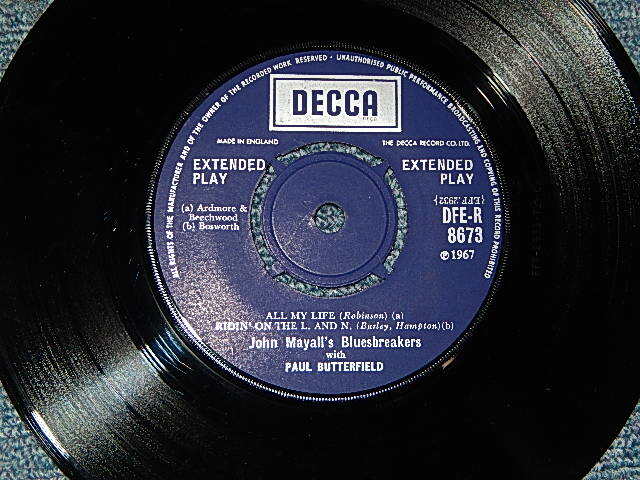 ALL RIGHTS OF THE MANUFACTURER AND OF THE OWNER OF THE RECORDED WORK RESERVED · UNAUTHORISED PUBLIC PERFORMANCE BROADCASTING AND COPYING OF THIS RECORD PROHIBITED
DECCA
MADE IN ENGLAND
THE DECCA RECORD CO. LTD.
EXTENDED PLAY
EXTENDED PLAY
(a) Ardmore &
Beechwood
(b) Bosworth
{EFF.2932}
DFE-R
8673
℗ 1967
ALL MY LIFE (Robinson) (a)
RIDIN' ON THE L. AND N. (Burley, Hampton)(b)
John Mayall's Bluesbreakers
with
PAUL BUTTERFIELD